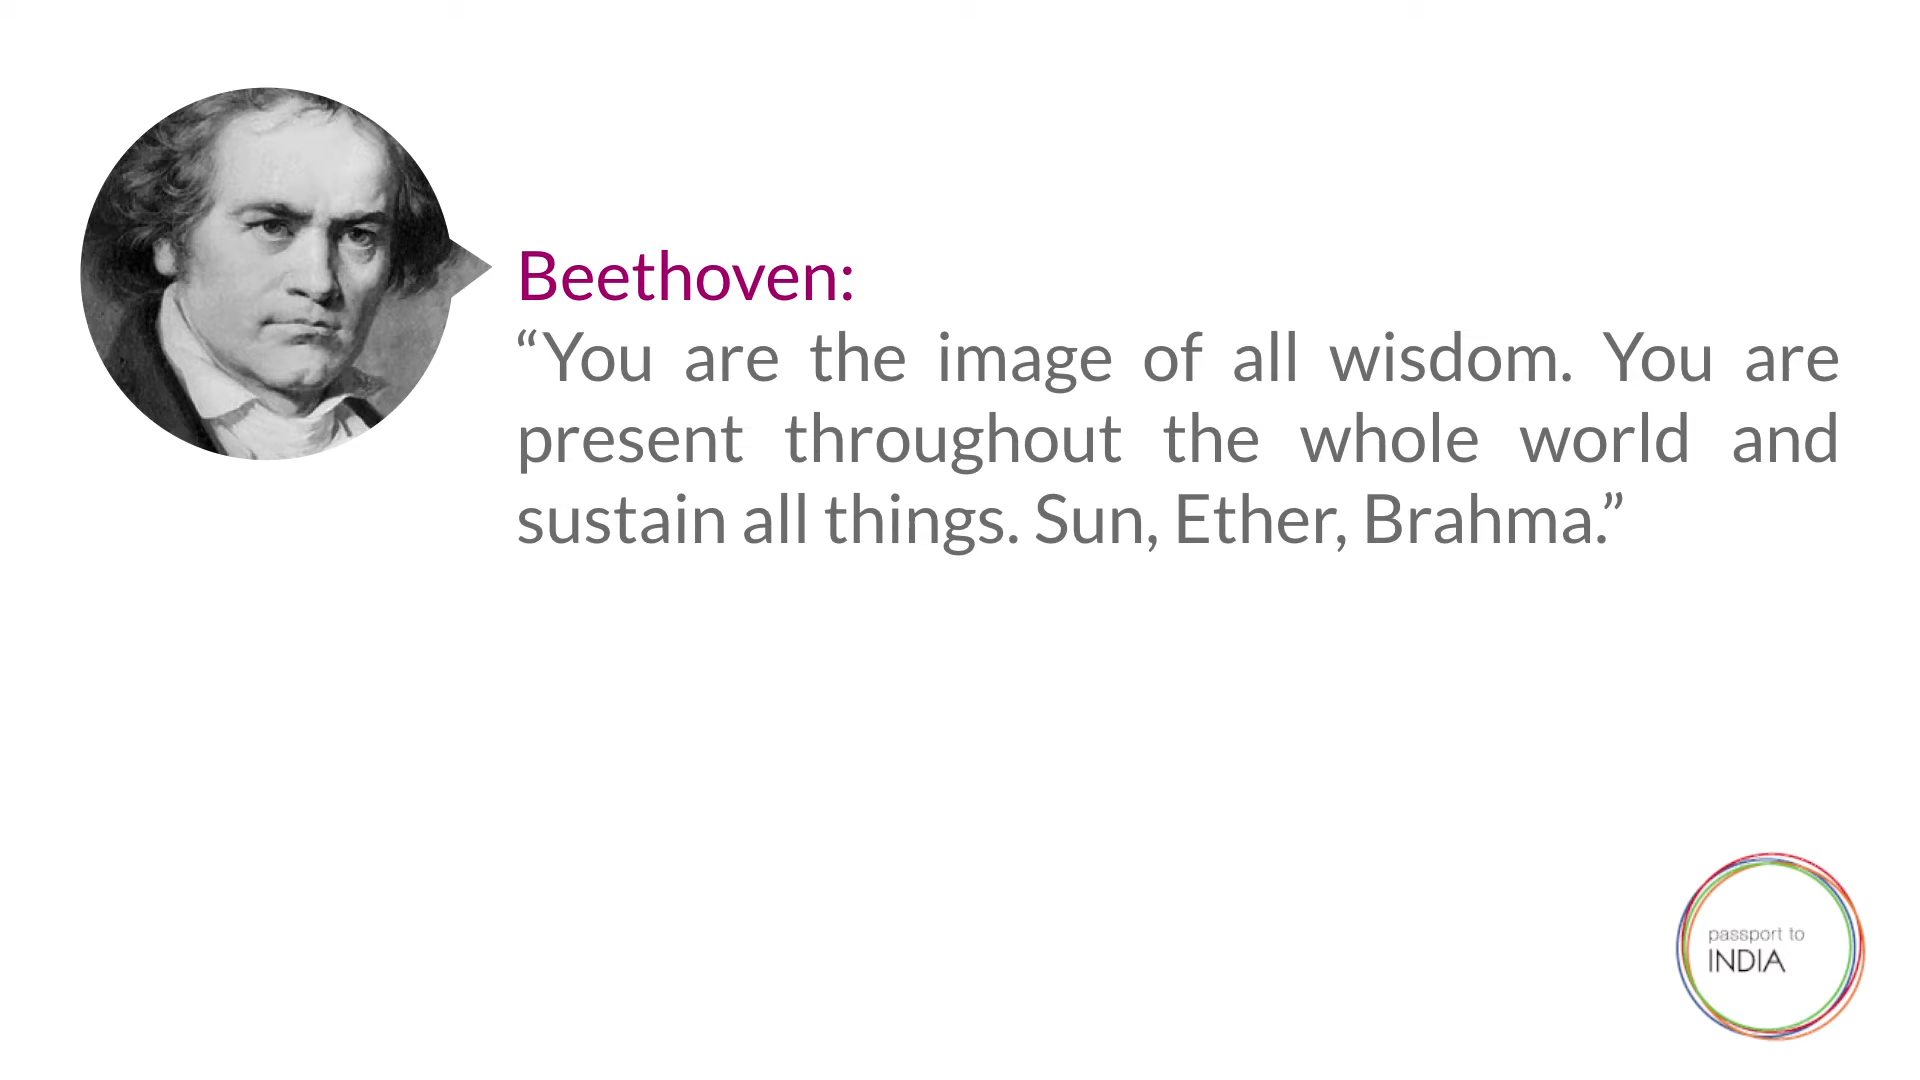 Beethoven:
“You are the image of all wisdom. You are
present throughout the whole world and
sustain all things. Sun, Ether, Brahma.”
passport to
INDIA